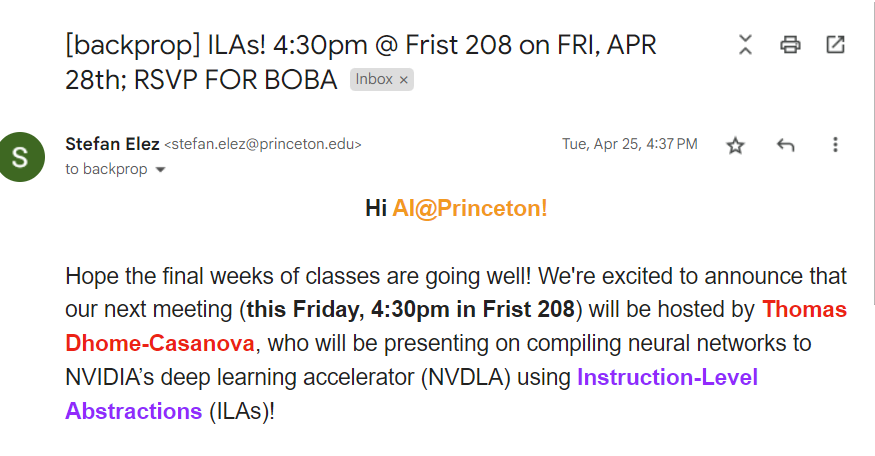 [backprop] ILAs! 4:30pm @ Frist 208 on FRI, APR
28th; RSVP FOR BOBA Inbox ×
S
Stefan Elez <stefan.elez@princeton.edu> Tue, Apr 25, 4:37 PM
to backprop
Hi AI@Princeton!
Hope the final weeks of classes are going well! We're excited to announce that
our next meeting (this Friday, 4:30pm in Frist 208) will be hosted by Thomas
Dhome-Casanova, who will be presenting on compiling neural networks to
NVIDIA’s deep learning accelerator (NVDLA) using Instruction-Level
Abstractions (ILAs)!